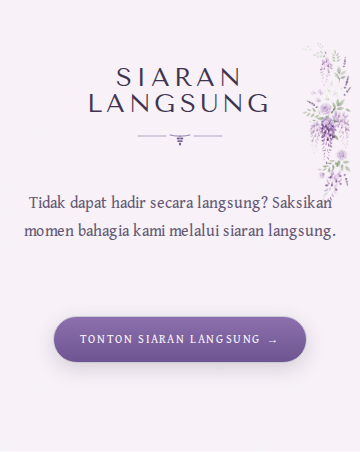 SIARAN
LANGSUNG
Tidak dapat hadir secara langsung? Saksikan
momen bahagia kami melalui siaran langsung.
TONTON SIARAN LANGSUNG →